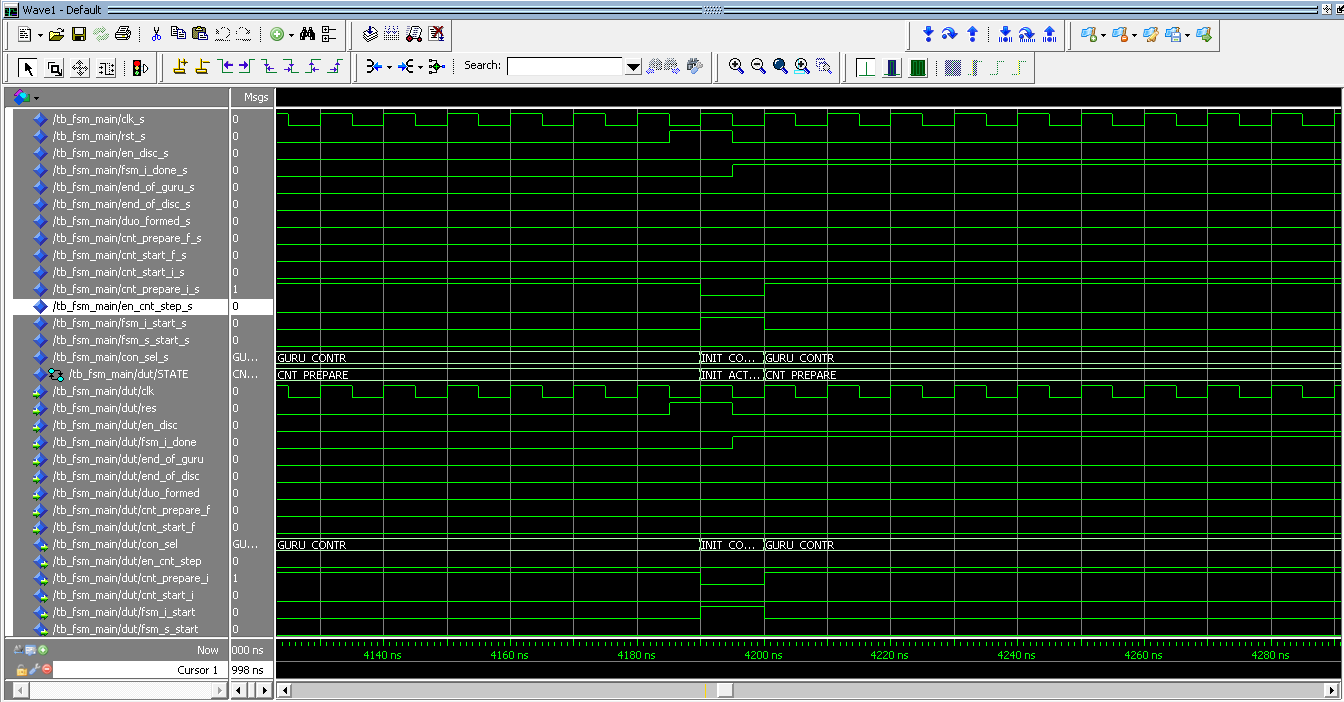 Wave1 - Default
Search:
Msgs
/tb_fsm_main/clk_s 0
/tb_fsm_main/rst_s 0
/tb_fsm_main/en_disc_s 0
/tb_fsm_main/fsm_i_done_s 0
/tb_fsm_main/end_of_guru_s 0
/tb_fsm_main/end_of_disc_s 0
/tb_fsm_main/duo_formed_s 0
/tb_fsm_main/cnt_prepare_f_s 0
/tb_fsm_main/cnt_start_f_s 0
/tb_fsm_main/cnt_start_i_s 0
/tb_fsm_main/cnt_prepare_i_s 1
/tb_fsm_main/en_cnt_step_s 0
/tb_fsm_main/fsm_i_start_s 0
/tb_fsm_main/fsm_s_start_s 0
/tb_fsm_main/con_sel_s GU... GURU_CONTR INIT_CO... GURU_CONTR
/tb_fsm_main/dut/STATE CN... CNT_PREPARE INIT_ACT... CNT_PREPARE
/tb_fsm_main/dut/clk 0
/tb_fsm_main/dut/res 0
/tb_fsm_main/dut/en_disc 0
/tb_fsm_main/dut/fsm_i_done 0
/tb_fsm_main/dut/end_of_guru 0
/tb_fsm_main/dut/end_of_disc 0
/tb_fsm_main/dut/duo_formed 0
/tb_fsm_main/dut/cnt_prepare_f 0
/tb_fsm_main/dut/cnt_start_f 0
/tb_fsm_main/dut/con_sel GU... GURU_CONTR INIT_CO... GURU_CONTR
/tb_fsm_main/dut/en_cnt_step 0
/tb_fsm_main/dut/cnt_prepare_i 1
/tb_fsm_main/dut/cnt_start_i 0
/tb_fsm_main/dut/fsm_i_start 0
/tb_fsm_main/dut/fsm_s_start 0
Now 000 ns 4140 ns 4160 ns 4180 ns 4200 ns 4220 ns 4240 ns 4260 ns 4280 ns
Cursor 1 998 ns